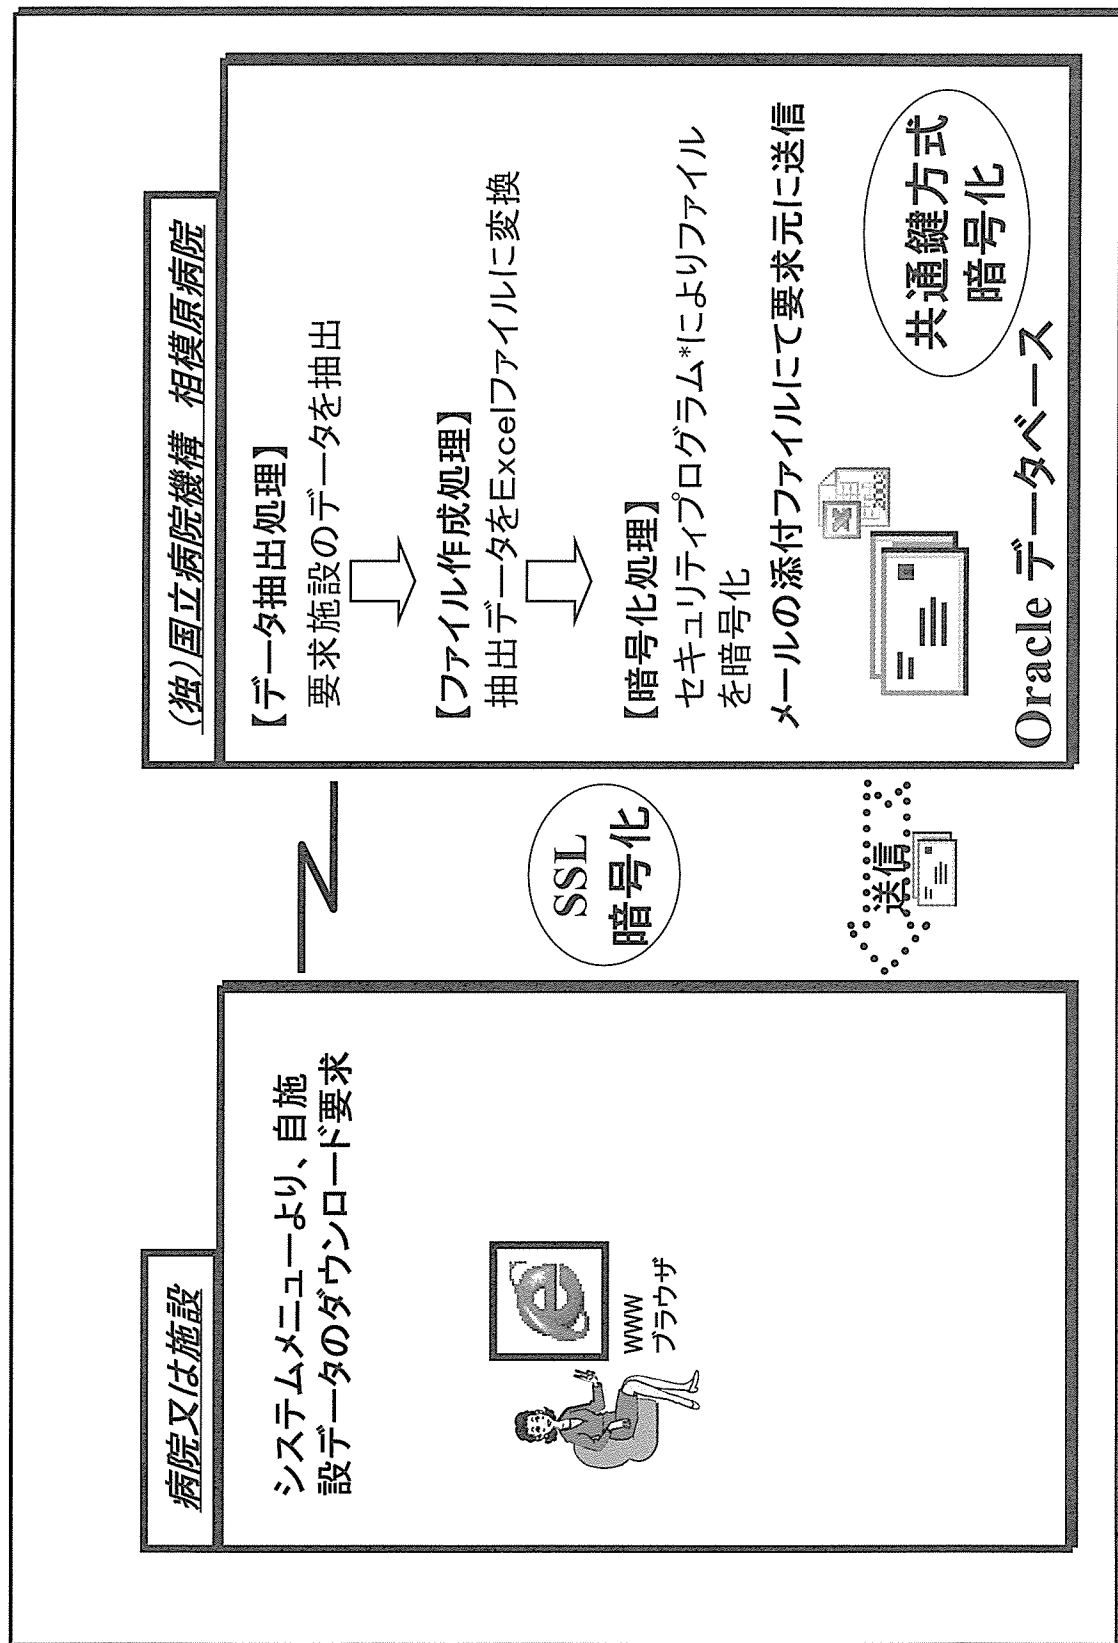 病院又は施設
システムメニューより、自施
設データのダウンロード要求
WWW
ブラウザ
SSL
暗号化
送信
(独)国立病院機構 相模原病院
【データ抽出処理】
要求施設のデータを抽出
【ファイル作成処理】
抽出データをExcelファイルに変換
【暗号化処理】
セキュリティプログラム*によりファイル
を暗号化
メールの添付ファイルにて要求元に送信
共通鍵方式
暗号化
Oracle データベース